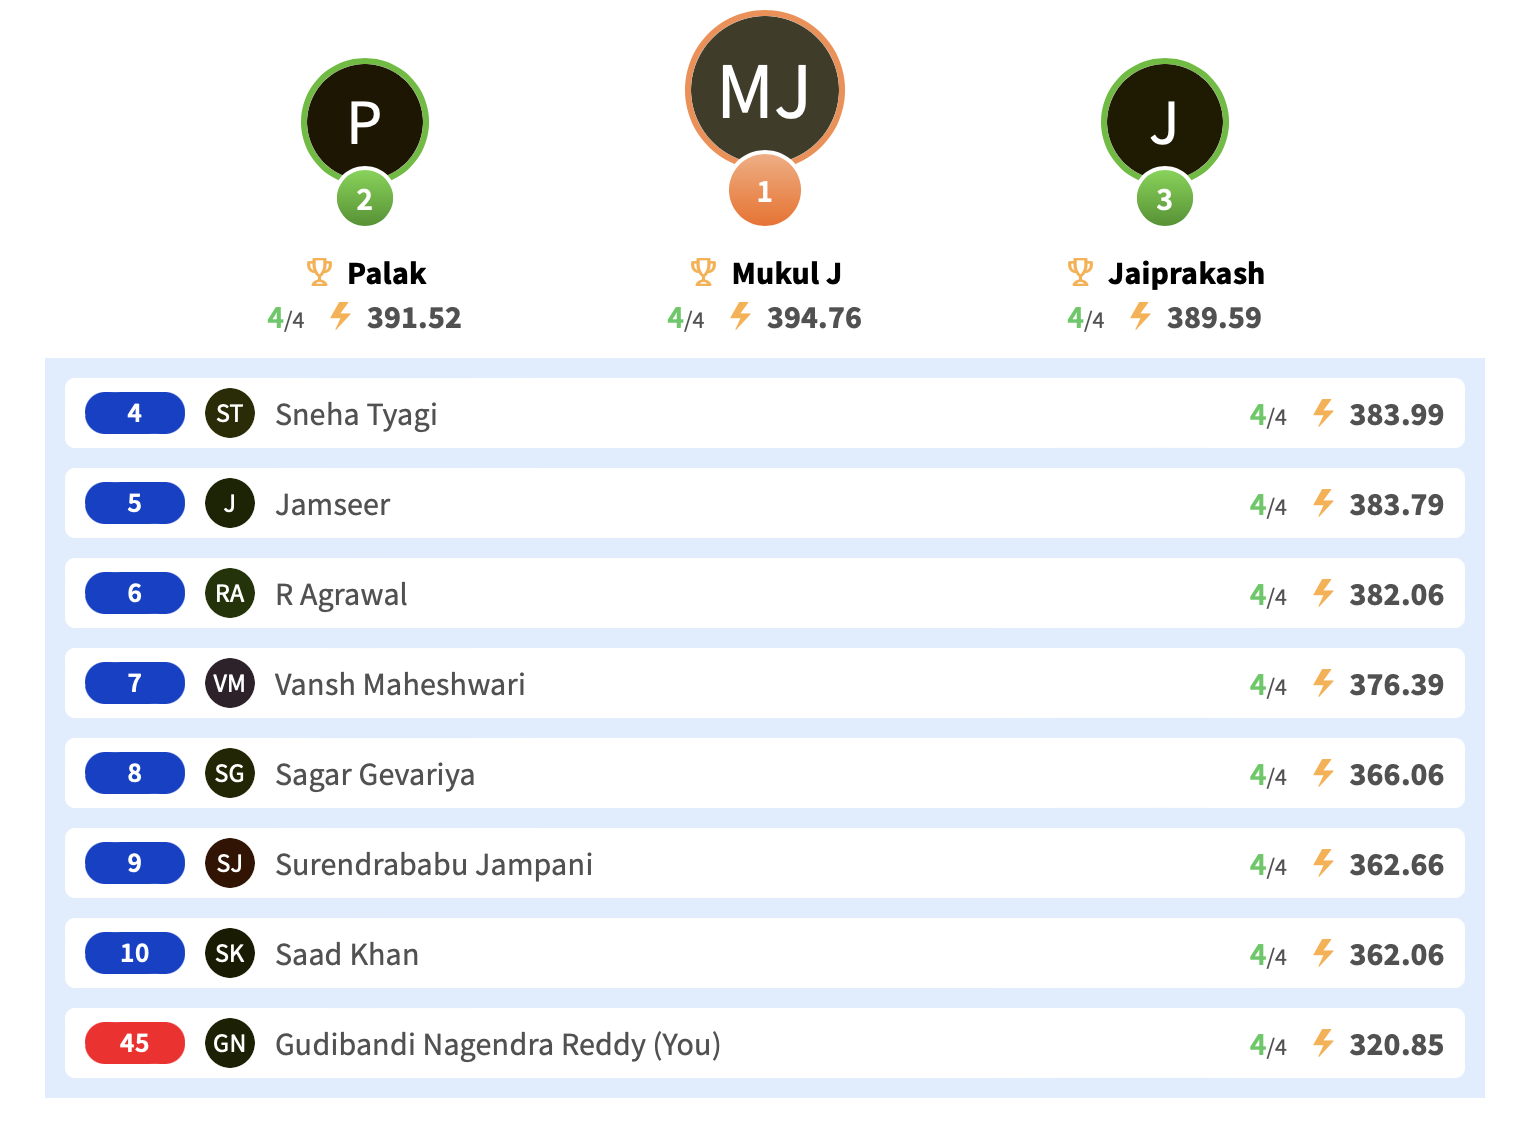 MJ
P
J
1
2
3
Palak
Mukul J
Jaiprakash
4/4 391.52
4/4 394.76
4/4 389.59
4 ST Sneha Tyagi 4/4 383.99
5 J Jamseer 4/4 383.79
6 RA R Agrawal 4/4 382.06
7 VM Vansh Maheshwari 4/4 376.39
8 SG Sagar Gevariya 4/4 366.06
9 SJ Surendrababu Jampani 4/4 362.66
10 SK Saad Khan 4/4 362.06
45 GN Gudibandi Nagendra Reddy (You) 4/4 320.85